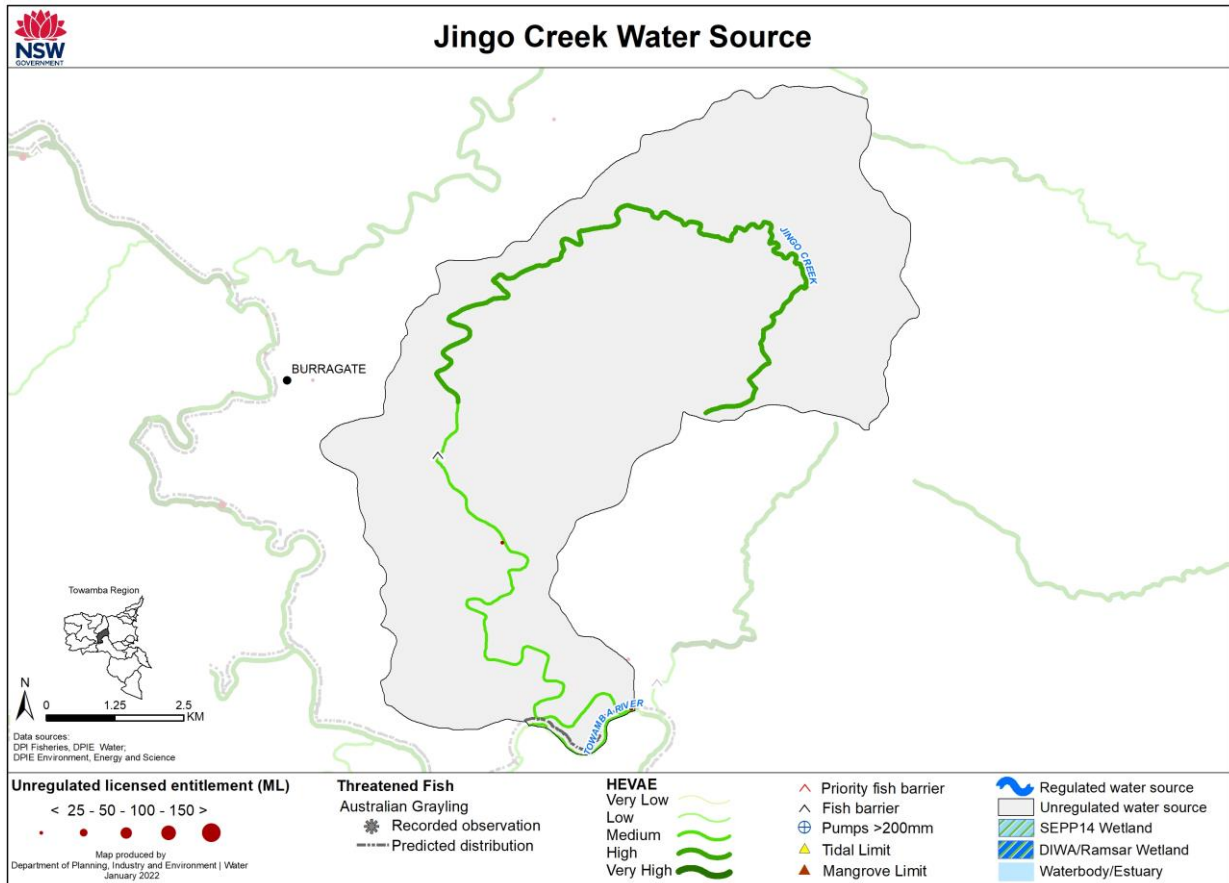 NSW
GOVERNMENT
Jingo Creek Water Source
JINGO CREEK
BURRAGATE
Towamba Region
N
0 1.25 2.5
KM
TOWAMB-A-RIVER
Data sources:
DPI Fisheries, DPIE Water;
DPIE Environment, Energy and Science
Unregulated licensed entitlement (ML)
< 25 - 50 - 100 - 150 >
Map produced by
Department of Planning, Industry and Environment | Water
January 2022
Threatened Fish
Australian Grayling
Recorded observation
Predicted distribution
HEVAE
Very Low
Low
Medium
High
Very High
Priority fish barrier
Fish barrier
Pumps >200mm
Tidal Limit
Mangrove Limit
Regulated water source
Unregulated water source
SEPP14 Wetland
DIWA/Ramsar Wetland
Waterbody/Estuary